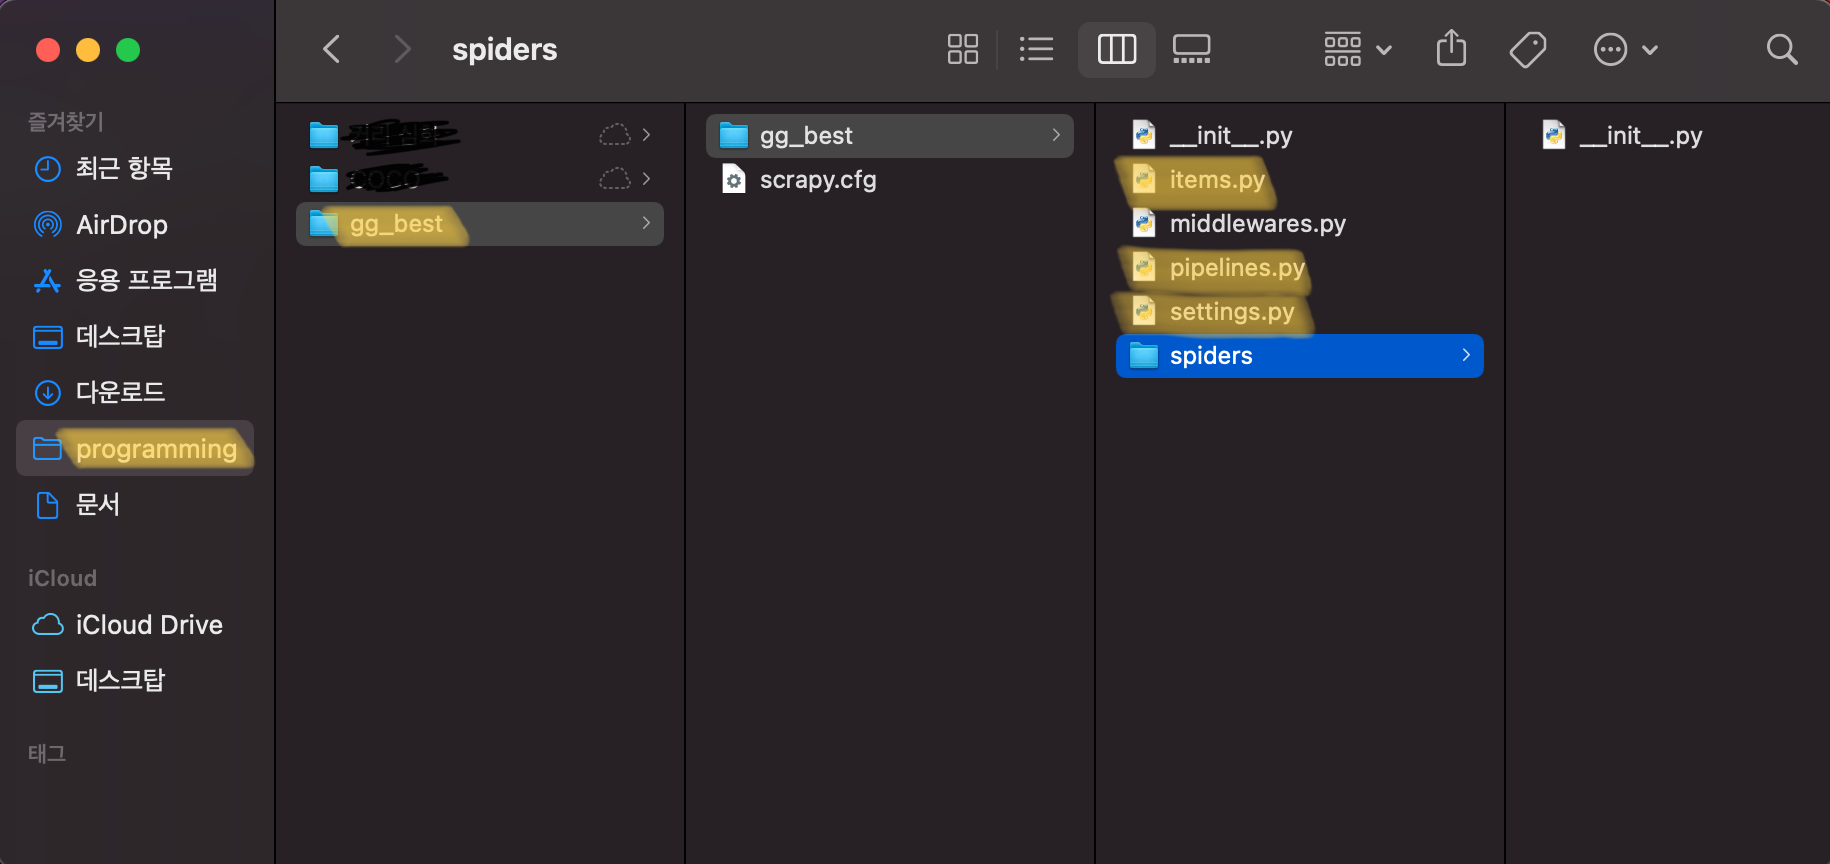 spiders
즐겨찾기
최근 항목
AirDrop
응용 프로그램
데스크탑
다운로드
programming
문서
iCloud
iCloud Drive
데스크탑
태그
gg_best
gg_best
scrapy.cfg
__init__.py
items.py
middlewares.py
pipelines.py
settings.py
spiders
__init__.py